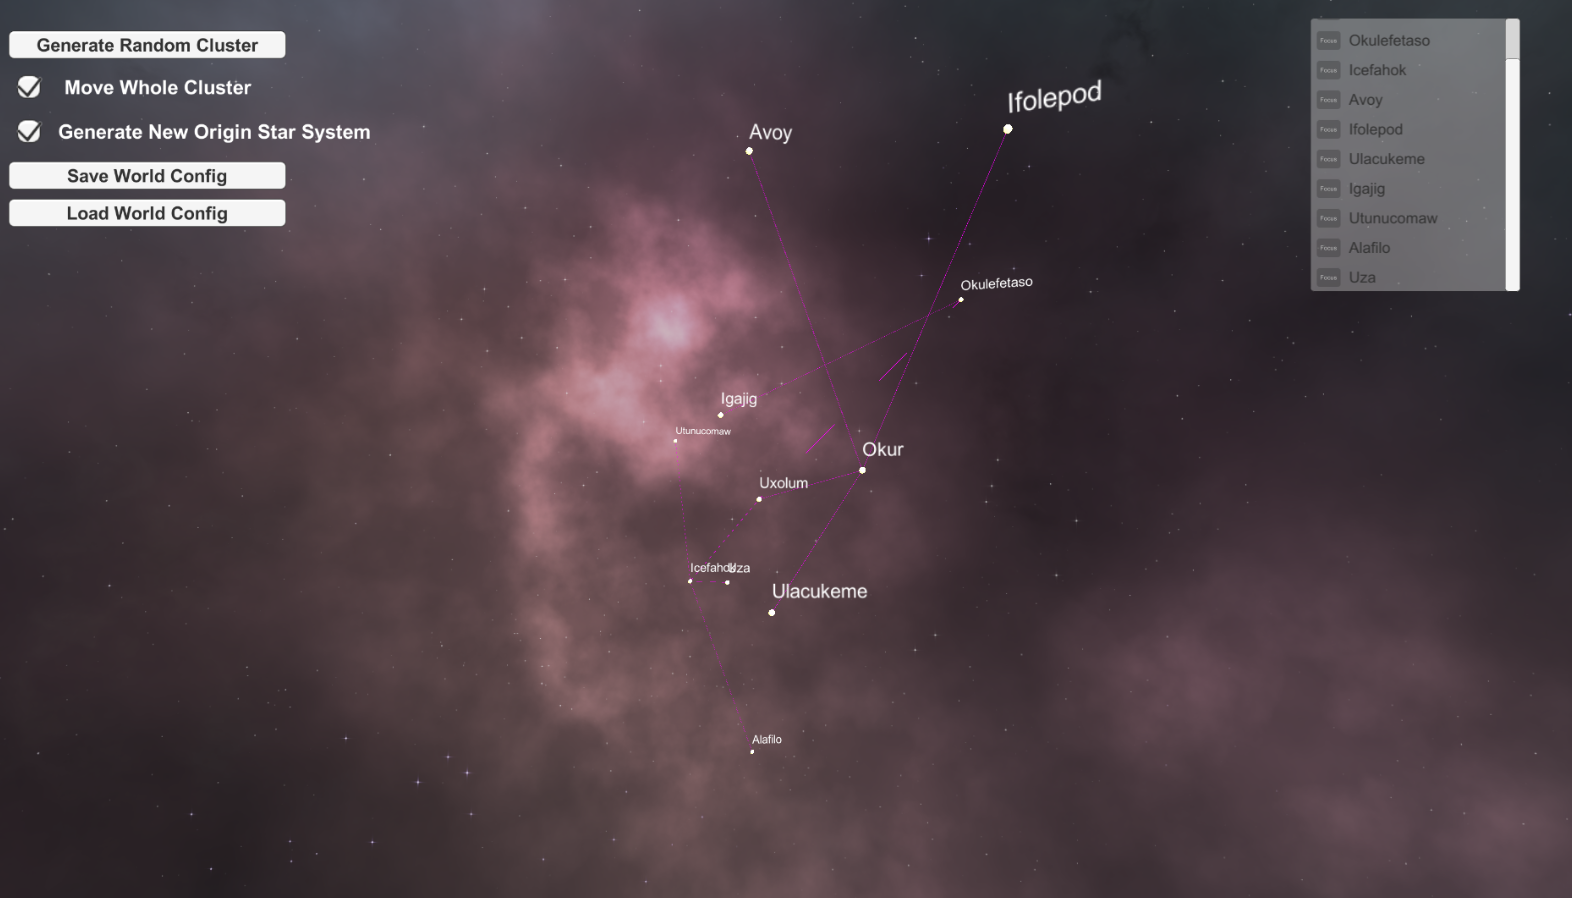 Generate Random Cluster
Move Whole Cluster
Generate New Origin Star System
Save World Config
Load World Config
Focus Okulefetaso
Focus Icefahok
Focus Avoy
Focus Ifolepod
Focus Ulacukeme
Focus Igajig
Focus Utunucomaw
Focus Alafilo
Focus Uza
Ifolepod
Avoy
Okulefetaso
Igajig
Utunucomaw
Okur
Uxolum
Icefahok
Uza
Ulacukeme
Alafilo